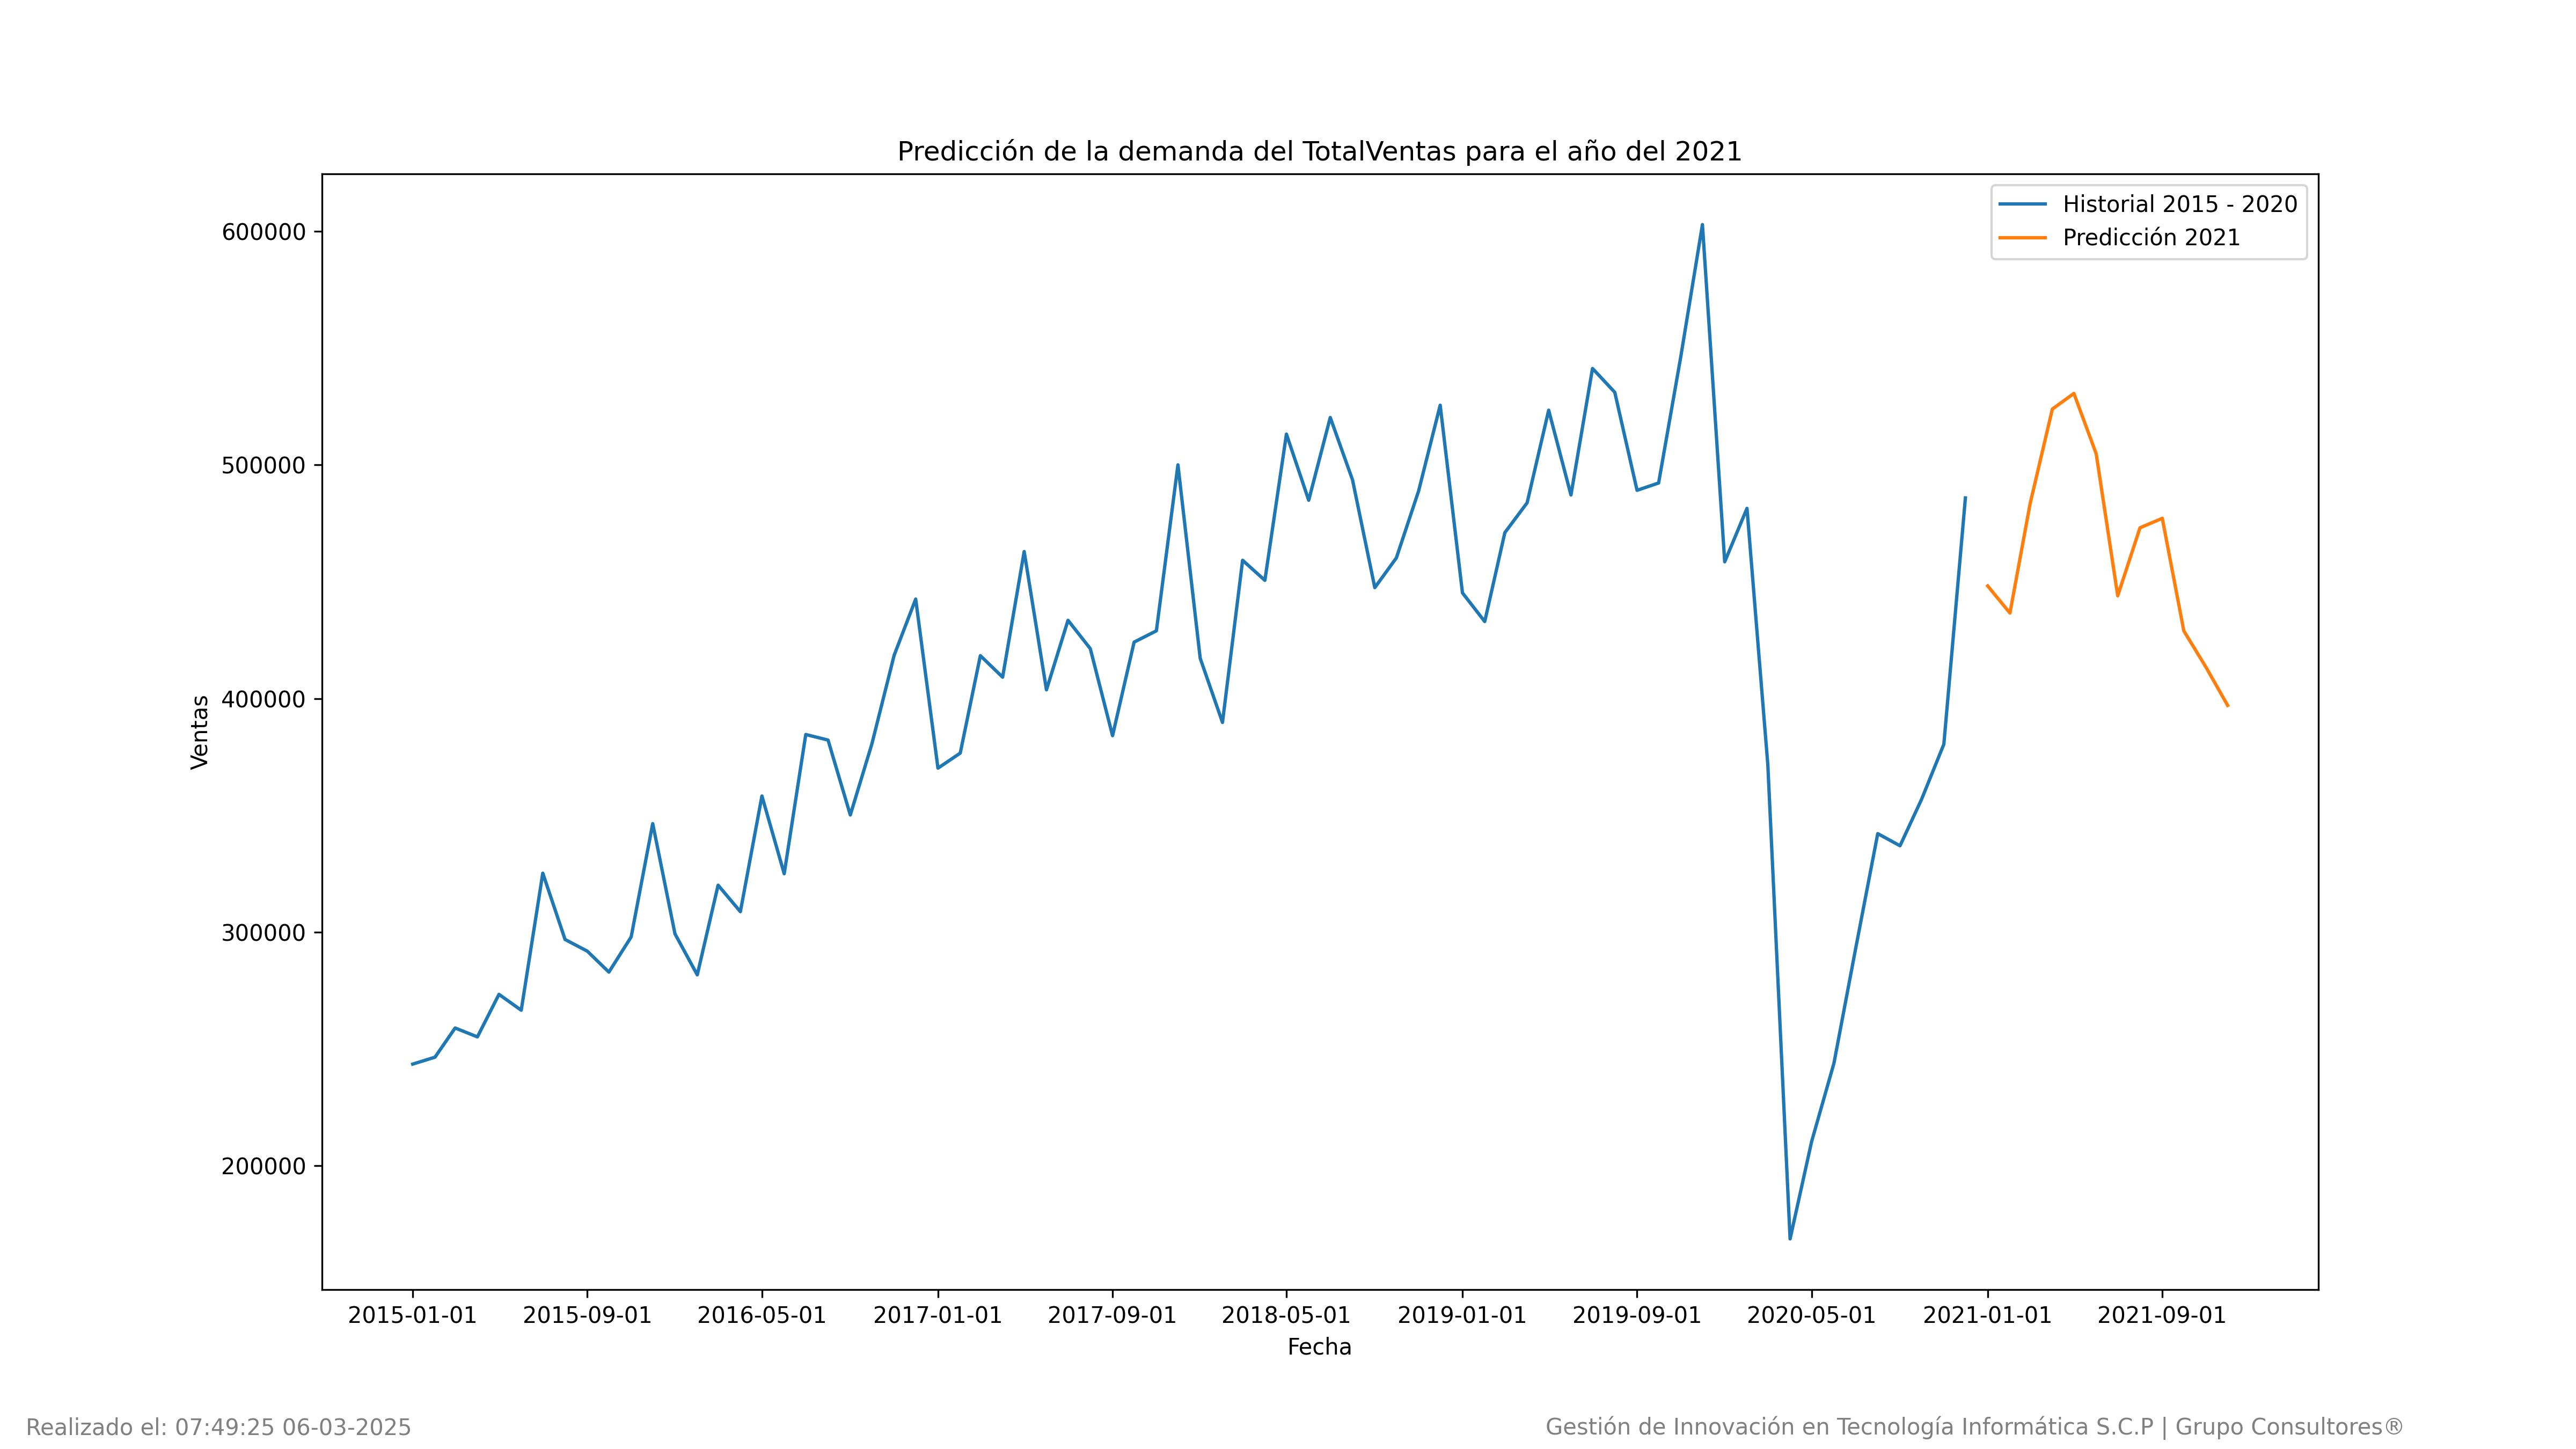 Predicción de la demanda del TotalVentas para el año del 2021
Historial 2015 - 2020
Predicción 2021
600000
500000
400000
300000
200000
Ventas
2015-01-01 2015-09-01 2016-05-01 2017-01-01 2017-09-01 2018-05-01 2019-01-01 2019-09-01 2020-05-01 2021-01-01 2021-09-01
Fecha
Realizado el: 07:49:25 06-03-2025 Gestión de Innovación en Tecnología Informática S.C.P | Grupo Consultores®